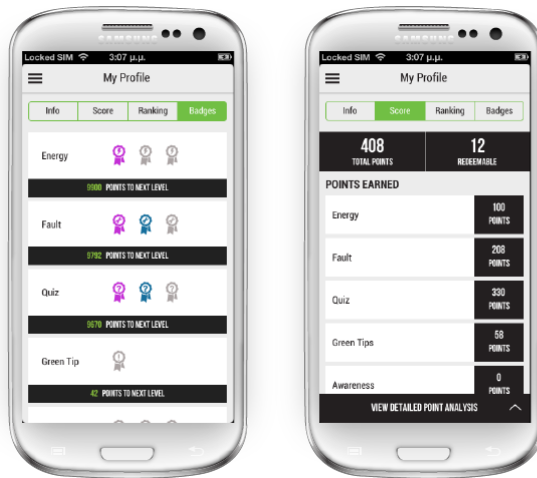 SAMSUNG
Locked SIM 3:07 μ.μ.
My Profile
Info Score Ranking Badges
Energy
9900 POINTS TO NEXT LEVEL
Fault
9792 POINTS TO NEXT LEVEL
Quiz
9670 POINTS TO NEXT LEVEL
Green Tip
42 POINTS TO NEXT LEVEL
SAMSUNG
Locked SIM 3:07 μ.μ.
My Profile
Info Score Ranking Badges
408 12
TOTAL POINTS REDEEMABLE
POINTS EARNED
Energy 100 POINTS
Fault 208 POINTS
Quiz 330 POINTS
Green Tips 58 POINTS
Awareness 0 POINTS
VIEW DETAILED POINT ANALYSIS